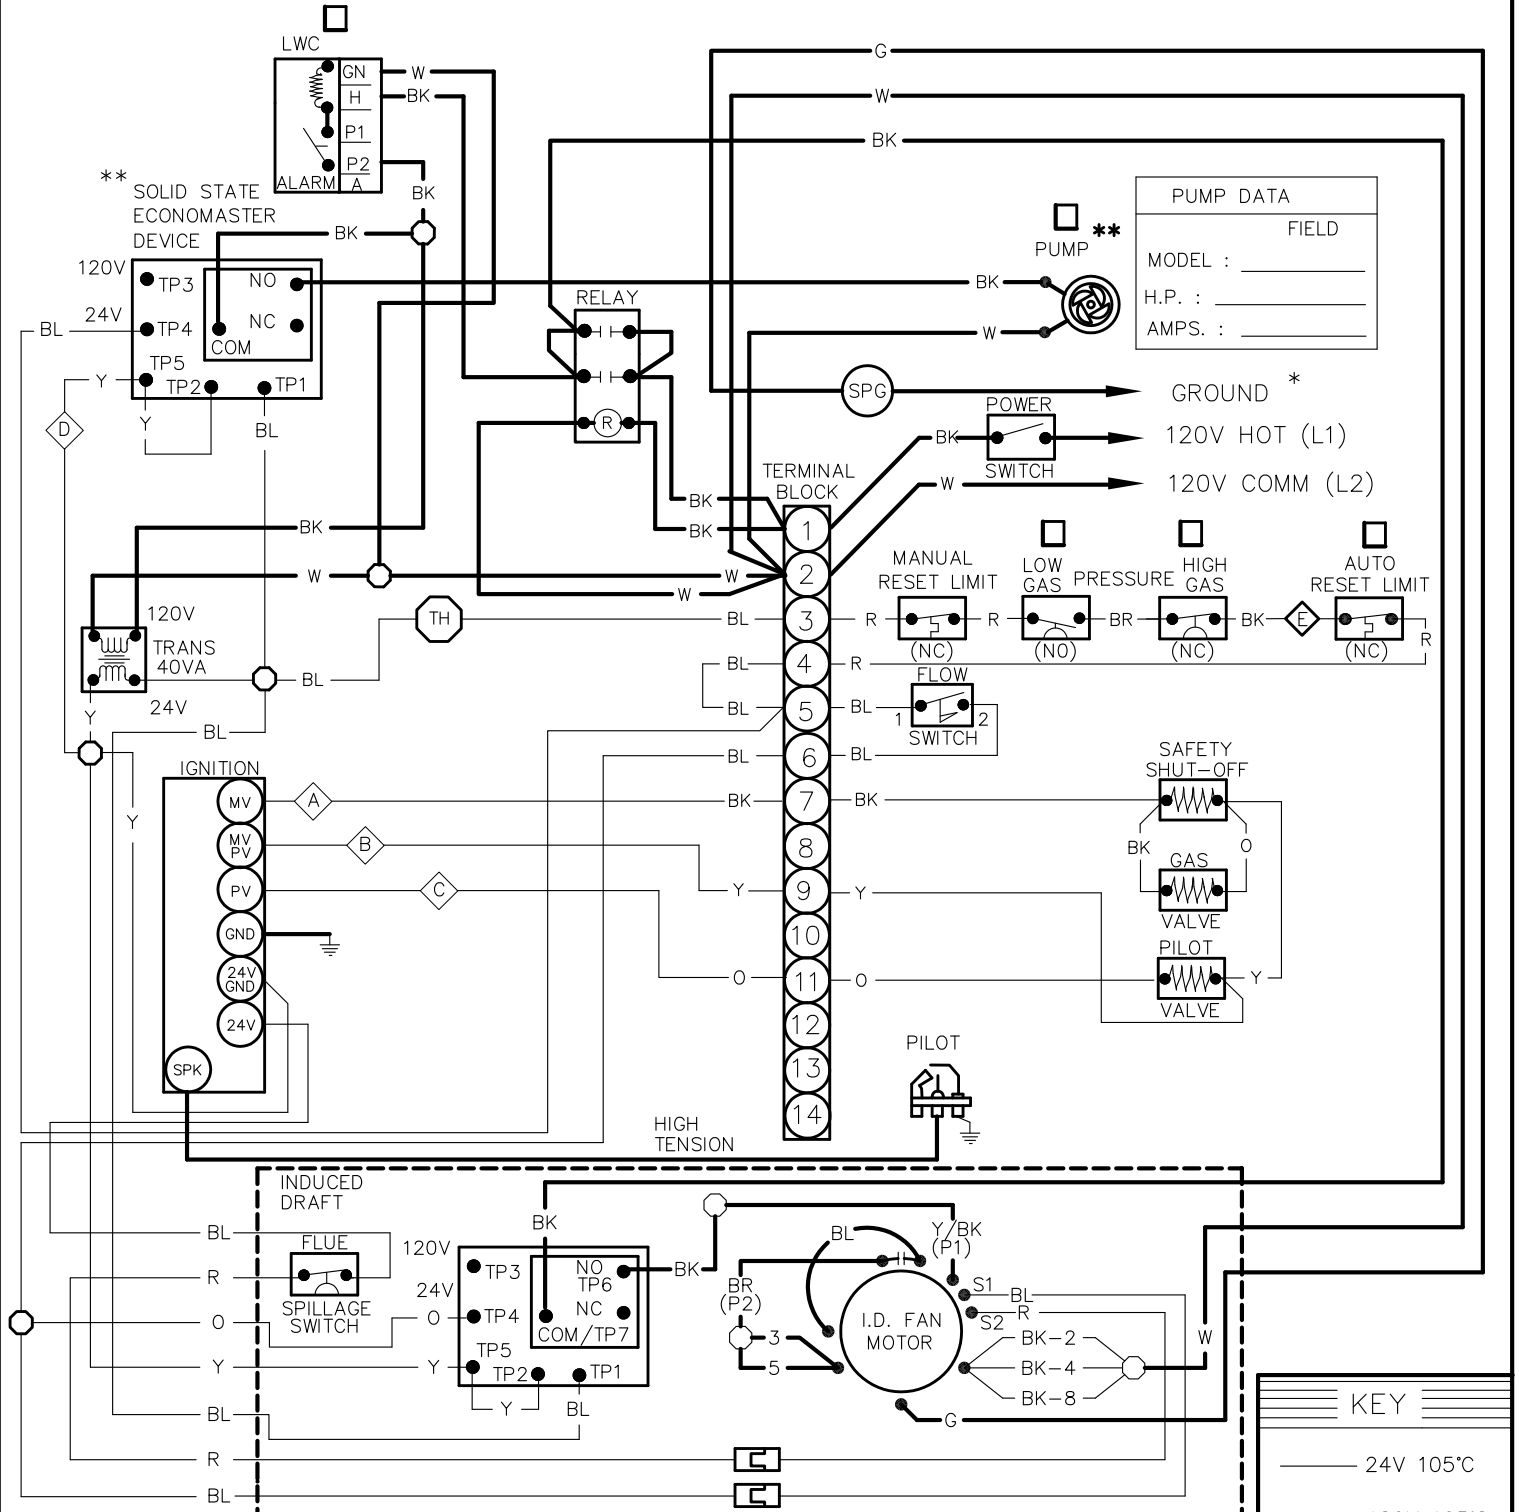 LWC
GN
W
H
BK
P1
P2
ALARM
A
BK
G
W
BK
**
SOLID STATE
ECONOMASTER
DEVICE
BK
120V
TP3
NO
24V
BL
TP4
NC
COM
TP5
Y
TP2
TP1
Y
D
BL
RELAY
R
PUMP
**
BK
W
PUMP DATA
FIELD
MODEL :
H.P. :
AMPS. :
SPG
GROUND *
POWER
BK
120V HOT (L1)
SWITCH
W
120V COMM (L2)
TERMINAL
BLOCK
BK
BK
1
2
3
4
5
6
7
8
9
10
11
12
13
14
BK
W
W
W
120V
TRANS
40VA
24V
Y
TH
BL
BL
BL
BL
BL
BL
MANUAL
RESET LIMIT
LOW
GAS
PRESSURE
HIGH
GAS
AUTO
RESET LIMIT
R
R
BR
BK
E
R
(NC)
(NO)
(NC)
(NC)
R
FLOW
BL
1
2
SWITCH
BL
IGNITION
MV
A
BK
BK
MV
PV
B
Y
Y
PV
C
O
O
GND
24V
GND
24V
SPK
Y
SAFETY
SHUT-OFF
BK
O
GAS
VALVE
PILOT
Y
VALVE
PILOT
HIGH
TENSION
INDUCED
DRAFT
BL
FLUE
R
SPILLAGE
SWITCH
O
O
Y
Y
BL
R
BL
BK
120V
TP3
NO
TP6
24V
TP4
NC
COM/TP7
TP5
TP2
TP1
Y
BL
BK
BL
Y/BK
(P1)
BR
(P2)
3
5
I.D. FAN
MOTOR
S1
BL
S2
R
BK-2
BK-4
BK-8
W
G
KEY
24V 105°C